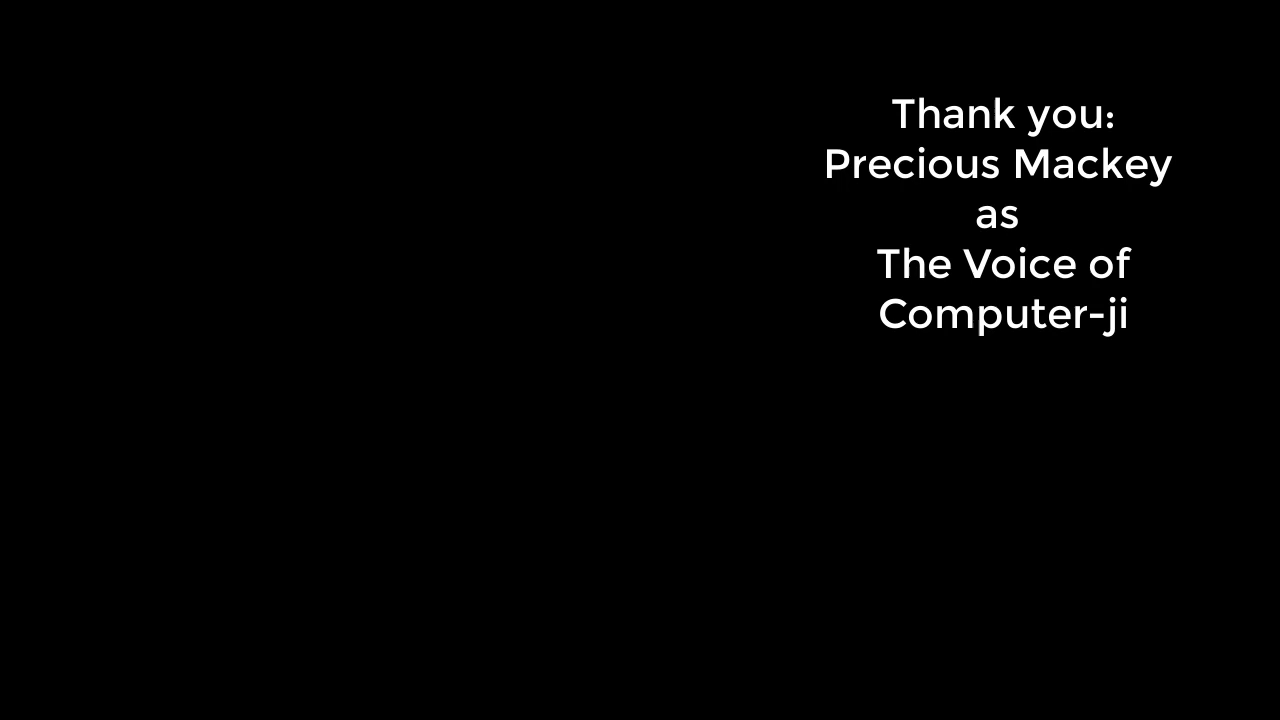 Thank you:
Precious Mackey
as
The Voice of
Computer-ji